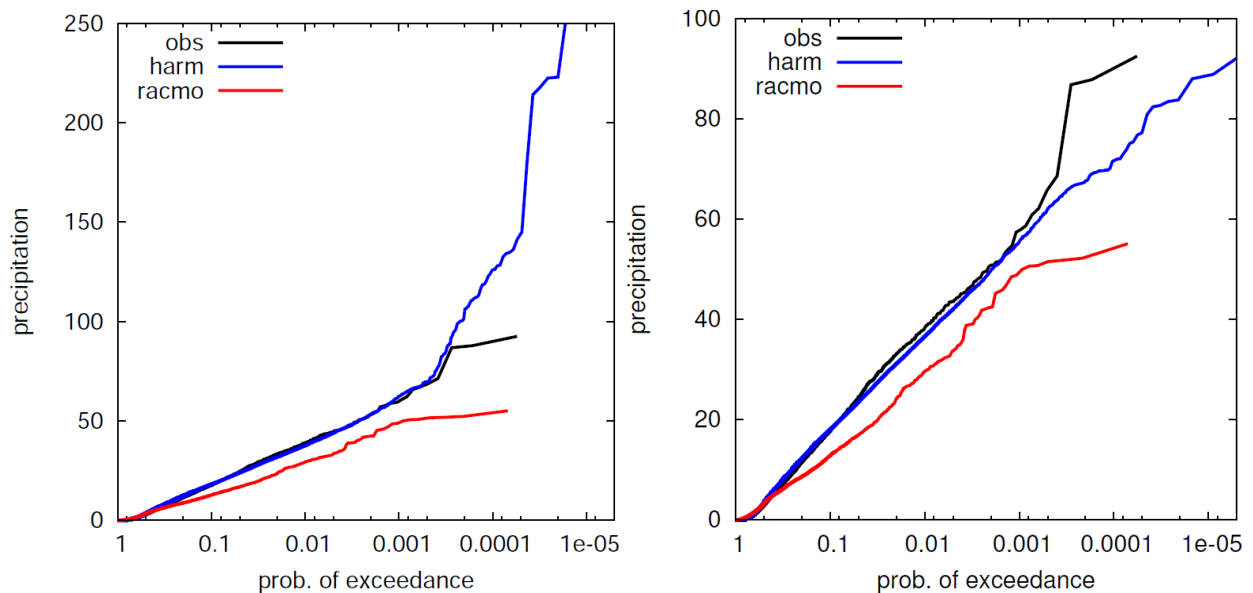 250
200
150
100
50
0
precipitation
obs
harm
racmo
1 0.1 0.01 0.001 0.0001 1e-05
prob. of exceedance
100
80
60
40
20
0
precipitation
obs
harm
racmo
1 0.1 0.01 0.001 0.0001 1e-05
prob. of exceedance